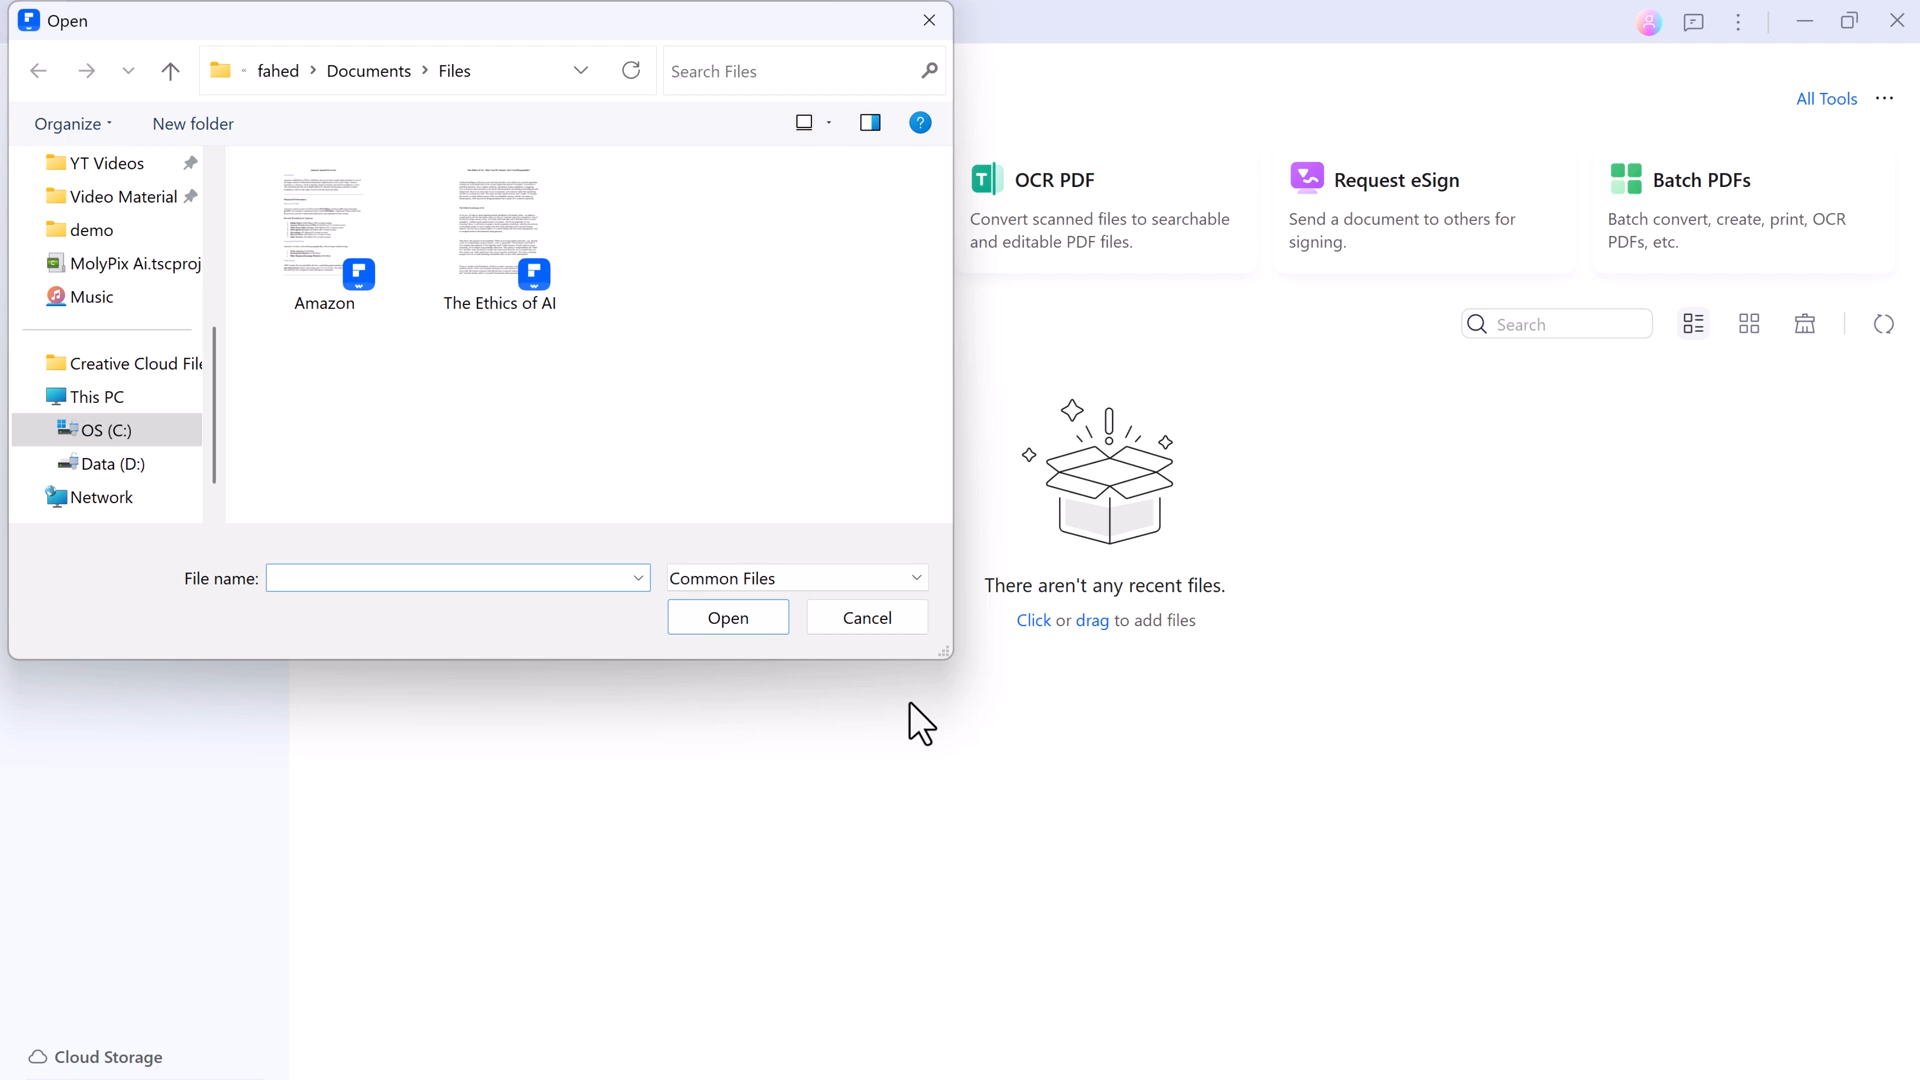 Open
fahed > Documents > Files
Search Files
Organize
New folder
YT Videos
Video Material
demo
MolyPix Ai.tscproj
Music
Creative Cloud File
This PC
OS (C:)
Data (D:)
Network
Amazon
The Ethics of AI
File name:
Common Files
Open
Cancel
All Tools
OCR PDF
Convert scanned files to searchable
and editable PDF files.
Request eSign
Send a document to others for
signing.
Batch PDFs
Batch convert, create, print, OCR
PDFs, etc.
Search
There aren't any recent files.
Click or drag to add files
Cloud Storage